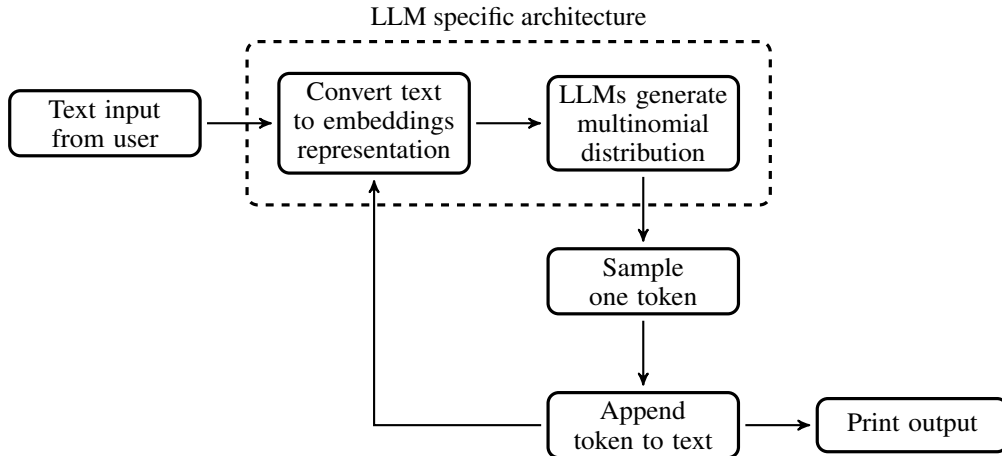 LLM specific architecture
Text input
from user
Convert text
to embeddings
representation
LLMs generate
multinomial
distribution
Sample
one token
Append
token to text
Print output